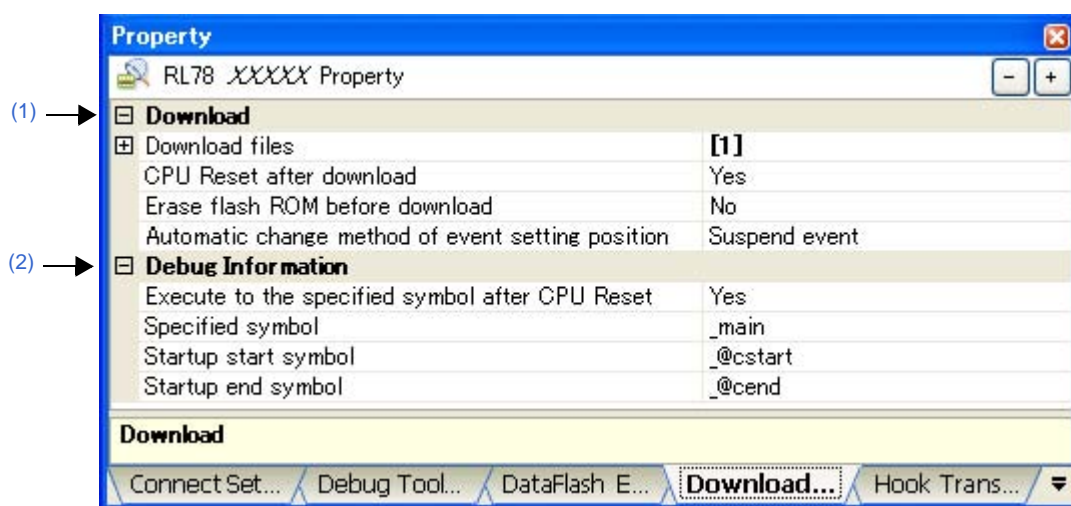 Property
RL78 XXXXX Property
- +
(1) Download
Download files [1]
CPU Reset after download Yes
Erase flash ROM before download No
Automatic change method of event setting position Suspend event
(2) Debug Information
Execute to the specified symbol after CPU Reset Yes
Specified symbol _main
Startup start symbol _@cstart
Startup end symbol _@cend
Download
Connect Set... Debug Tool... DataFlash E... Download... Hook Trans...